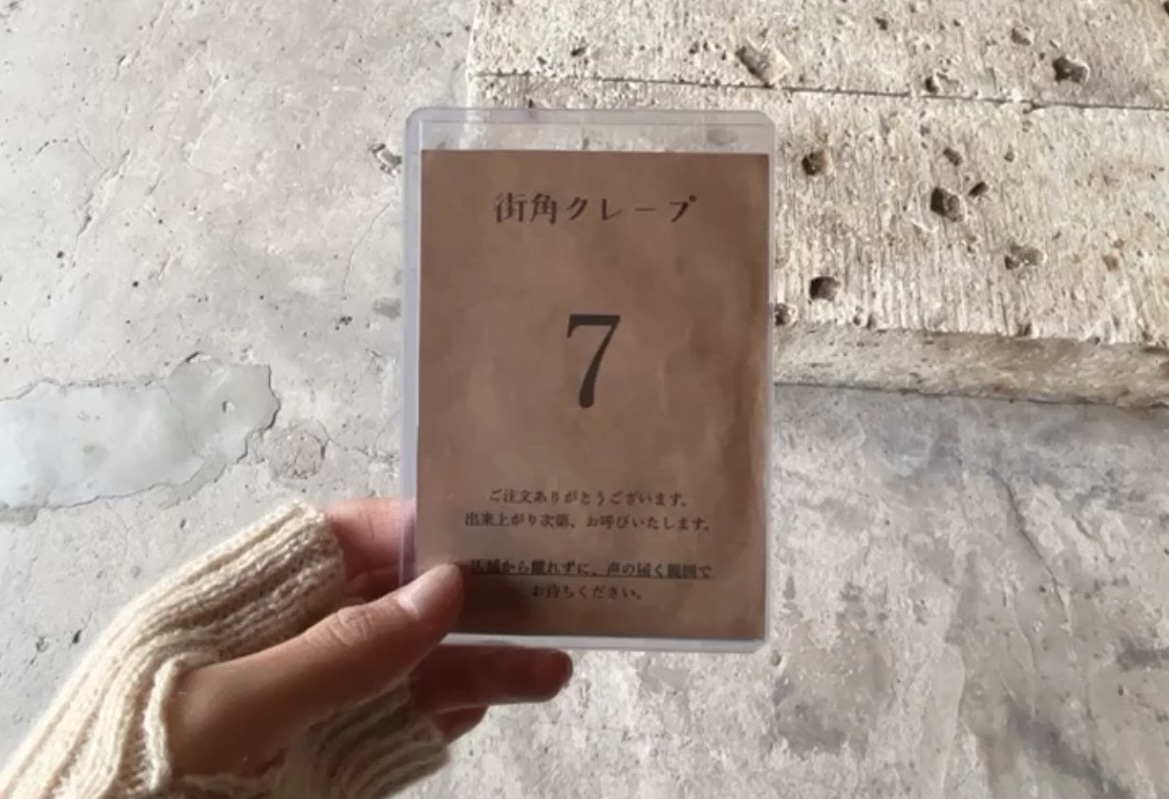 街角クレープ
7
ご注文ありがとうございます。
出来上がり次第、お呼びいたします。
から離れずに、声の届く範囲で
お待ちください。